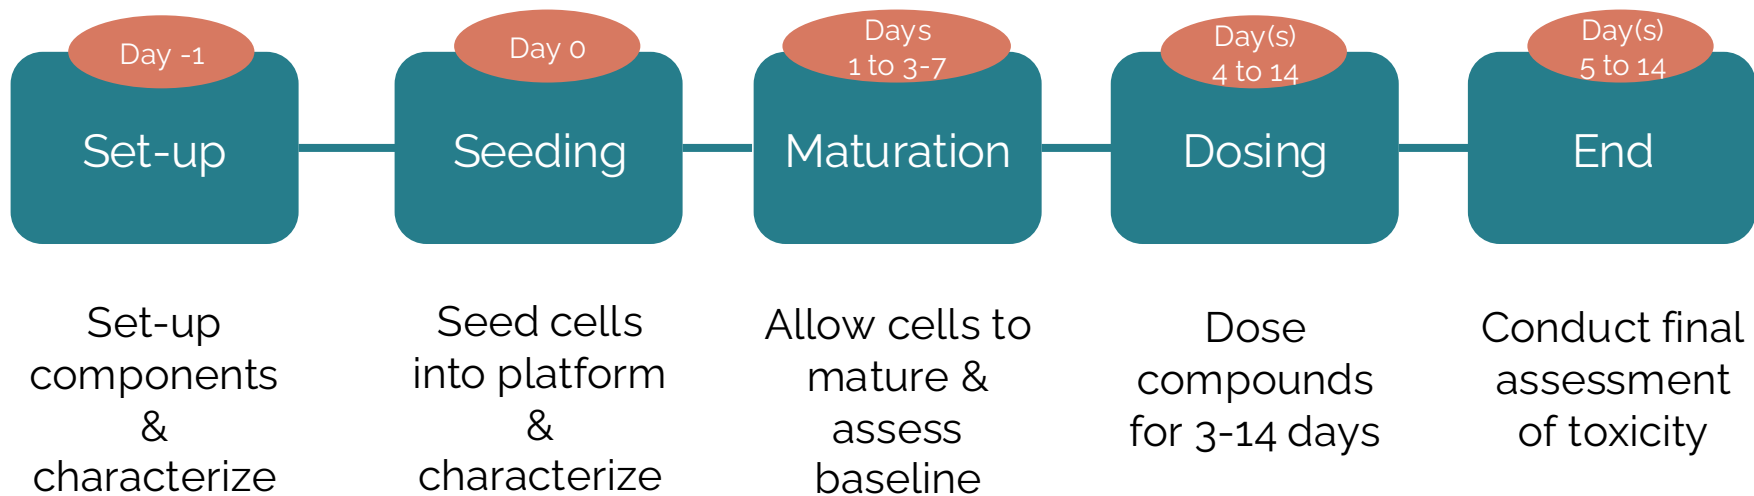 Day -1
Set-up
Set-up
components
&
characterize
Day 0
Seeding
Seed cells
into platform
&
characterize
Days
1 to 3-7
Maturation
Allow cells to
mature &
assess
baseline
Day(s)
4 to 14
Dosing
Dose
compounds
for 3-14 days
Day(s)
5 to 14
End
Conduct final
assessment
of toxicity